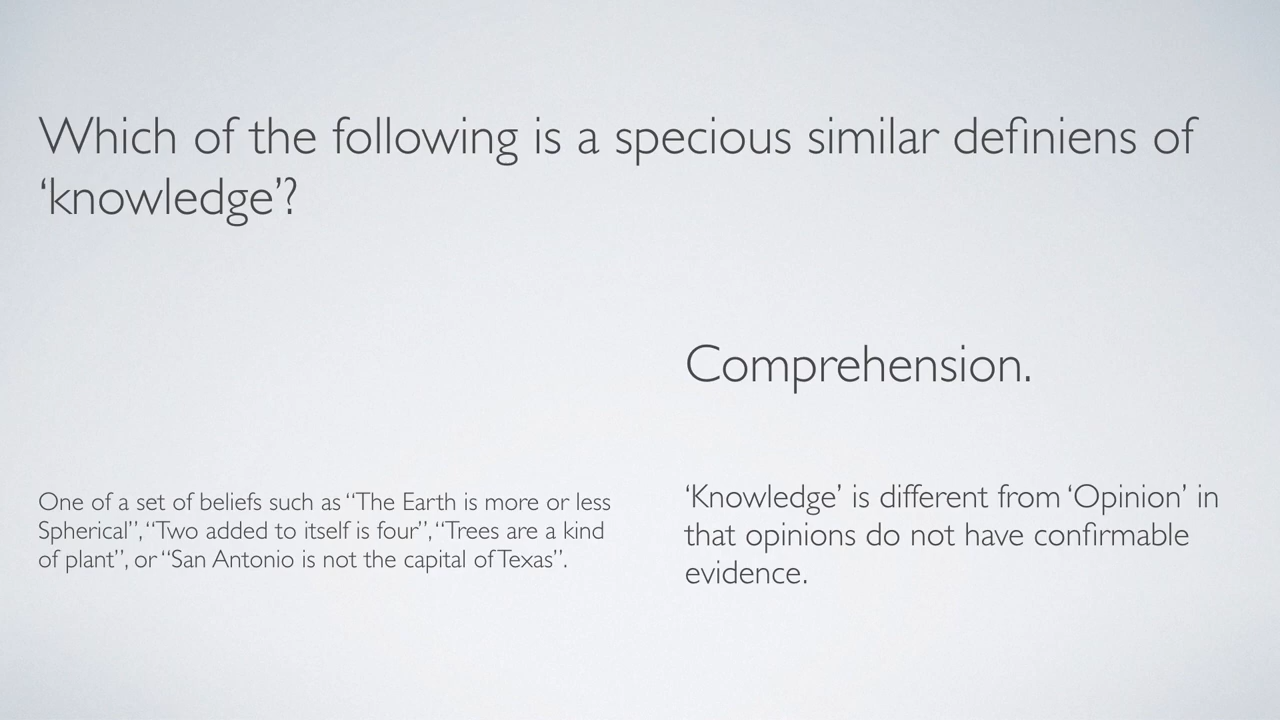 Which of the following is a specious similar definiens of
‘knowledge’?
Comprehension.
One of a set of beliefs such as “The Earth is more or less
Spherical”, “Two added to itself is four”, “Trees are a kind
of plant”, or “San Antonio is not the capital of Texas”.
‘Knowledge’ is different from ‘Opinion’ in
that opinions do not have confirmable
evidence.